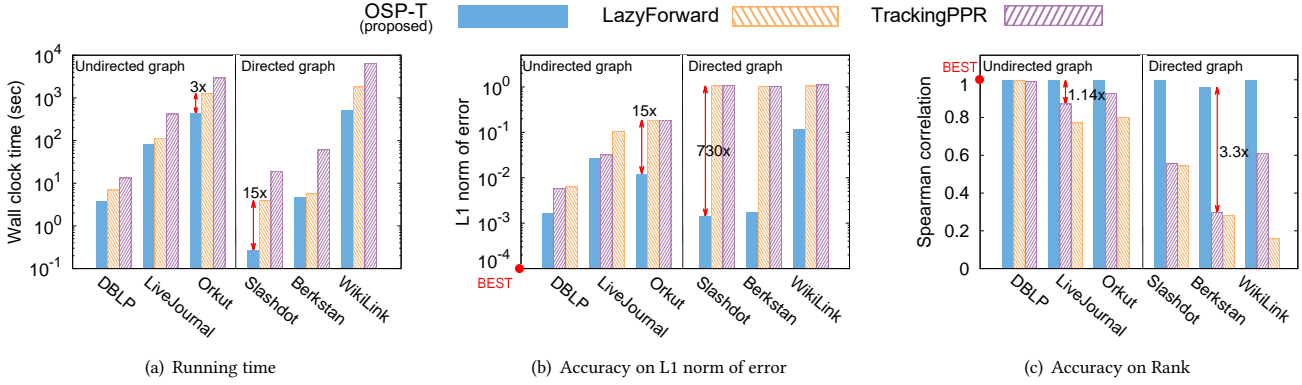 OSP-T
(proposed)
LazyForward
TrackingPPR
Wall clock time (sec)
10^4
10^3
10^2
10^1
10^0
10^-1
Undirected graph
Directed graph
3x
15x
DBLP
LiveJournal
Orkut
Slashdot
Berkstan
WikiLink
(a) Running time
L1 norm of error
10^0
10^-1
10^-2
10^-3
10^-4
BEST
Undirected graph
Directed graph
15x
730x
DBLP
LiveJournal
Orkut
Slashdot
Berkstan
WikiLink
(b) Accuracy on L1 norm of error
Spearman correlation
BEST
1
0.8
0.6
0.4
0.2
0
Undirected graph
Directed graph
1.14x
3.3x
DBLP
LiveJournal
Orkut
Slashdot
Berkstan
WikiLink
(c) Accuracy on Rank